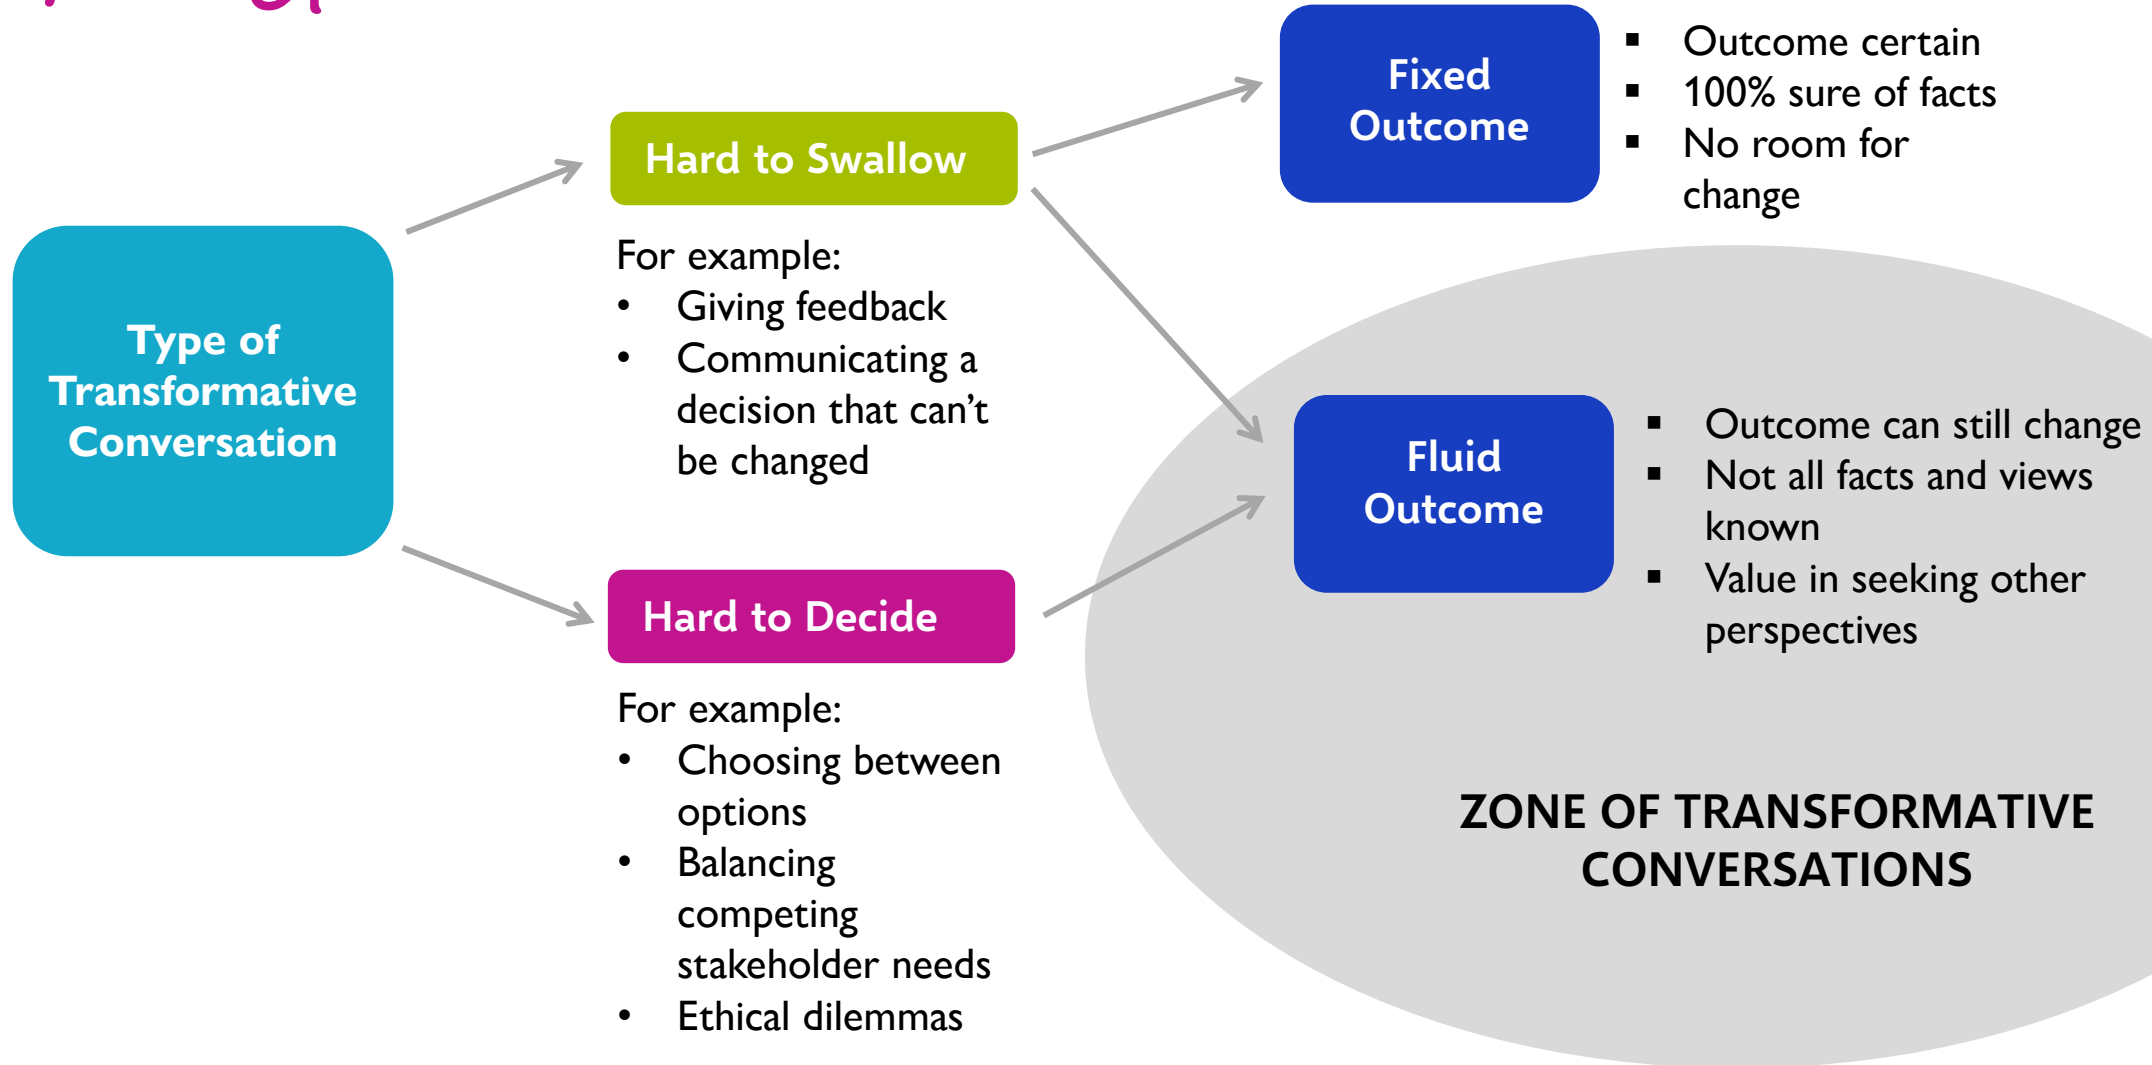 Type of
Transformative
Conversation
Hard to Swallow
For example:
• Giving feedback
• Communicating a
decision that can’t
be changed
Hard to Decide
For example:
• Choosing between
options
• Balancing
competing
stakeholder needs
• Ethical dilemmas
Fixed
Outcome
▪ Outcome certain
▪ 100% sure of facts
▪ No room for
change
Fluid
Outcome
▪ Outcome can still change
▪ Not all facts and views
known
▪ Value in seeking other
perspectives
ZONE OF TRANSFORMATIVE
CONVERSATIONS